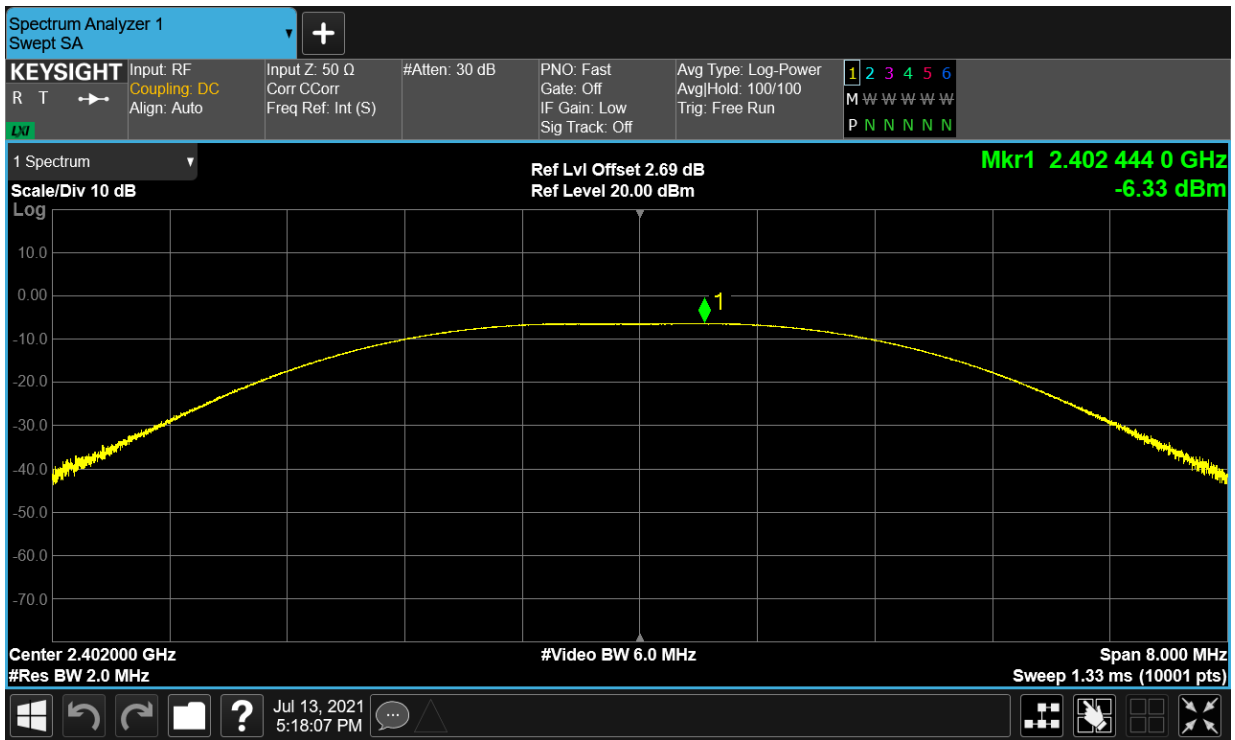 Spectrum Analyzer 1
Swept SA
KEYSIGHT
R T
LXI
Input: RF
Coupling: DC
Align: Auto
Input Z: 50 Ω
Corr CCorr
Freq Ref: Int (S)
#Atten: 30 dB
PNO: Fast
Gate: Off
IF Gain: Low
Sig Track: Off
Avg Type: Log-Power
Avg|Hold: 100/100
Trig: Free Run
1 2 3 4 5 6
M W W W W W
P N N N N N
1 Spectrum
Scale/Div 10 dB
Log
Ref Lvl Offset 2.69 dB
Ref Level 20.00 dBm
Mkr1 2.402 444 0 GHz
-6.33 dBm
10.0
0.00
-10.0
-20.0
-30.0
-40.0
-50.0
-60.0
-70.0
1
Center 2.402000 GHz
#Res BW 2.0 MHz
#Video BW 6.0 MHz
Span 8.000 MHz
Sweep 1.33 ms (10001 pts)
?
Jul 13, 2021
5:18:07 PM